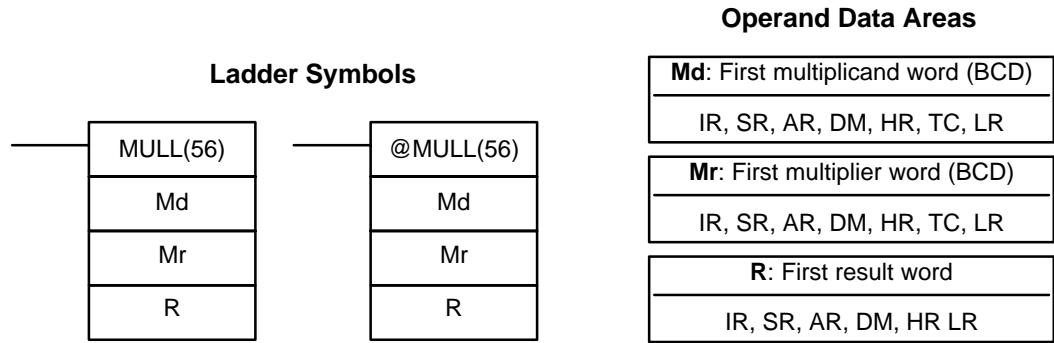 Operand Data Areas
Ladder Symbols
MULL(56)
Md
Mr
R
@MULL(56)
Md
Mr
R
Md: First multiplicand word (BCD)
IR, SR, AR, DM, HR, TC, LR
Mr: First multiplier word (BCD)
IR, SR, AR, DM, HR, TC, LR
R: First result word
IR, SR, AR, DM, HR LR